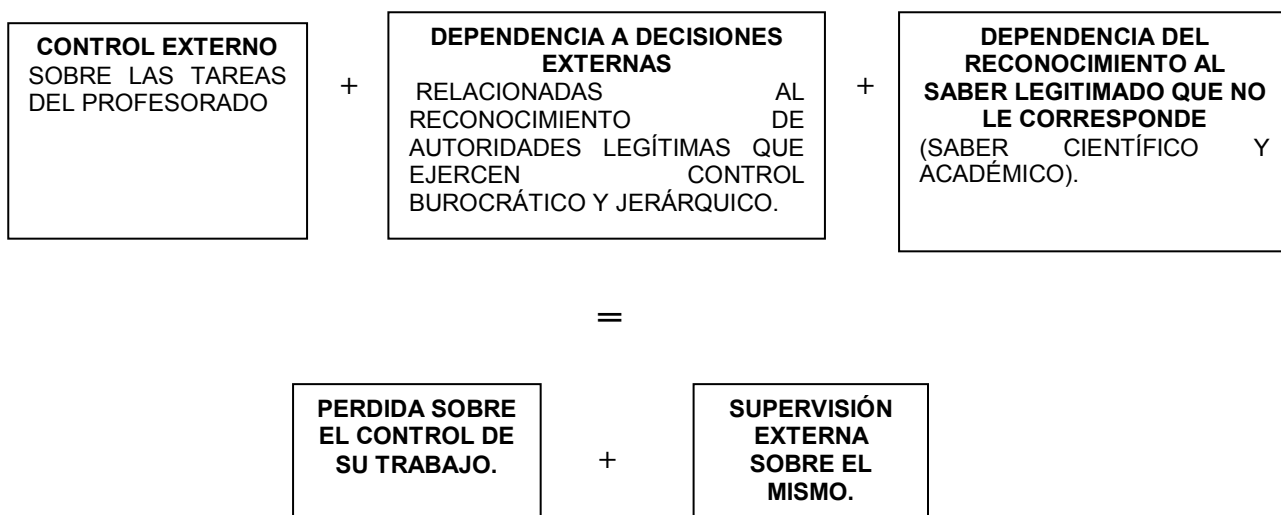 CONTROL EXTERNO
SOBRE LAS TAREAS
DEL PROFESORADO
+
DEPENDENCIA A DECISIONES
EXTERNAS
RELACIONADAS AL
RECONOCIMIENTO DE
AUTORIDADES LEGÍTIMAS QUE
EJERCEN CONTROL
BUROCRÁTICO Y JERÁRQUICO.
+
DEPENDENCIA DEL
RECONOCIMIENTO AL
SABER LEGITIMADO QUE NO
LE CORRESPONDE
(SABER CIENTÍFICO Y
ACADÉMICO).
=
PERDIDA SOBRE
EL CONTROL DE
SU TRABAJO.
+
SUPERVISIÓN
EXTERNA
SOBRE EL
MISMO.